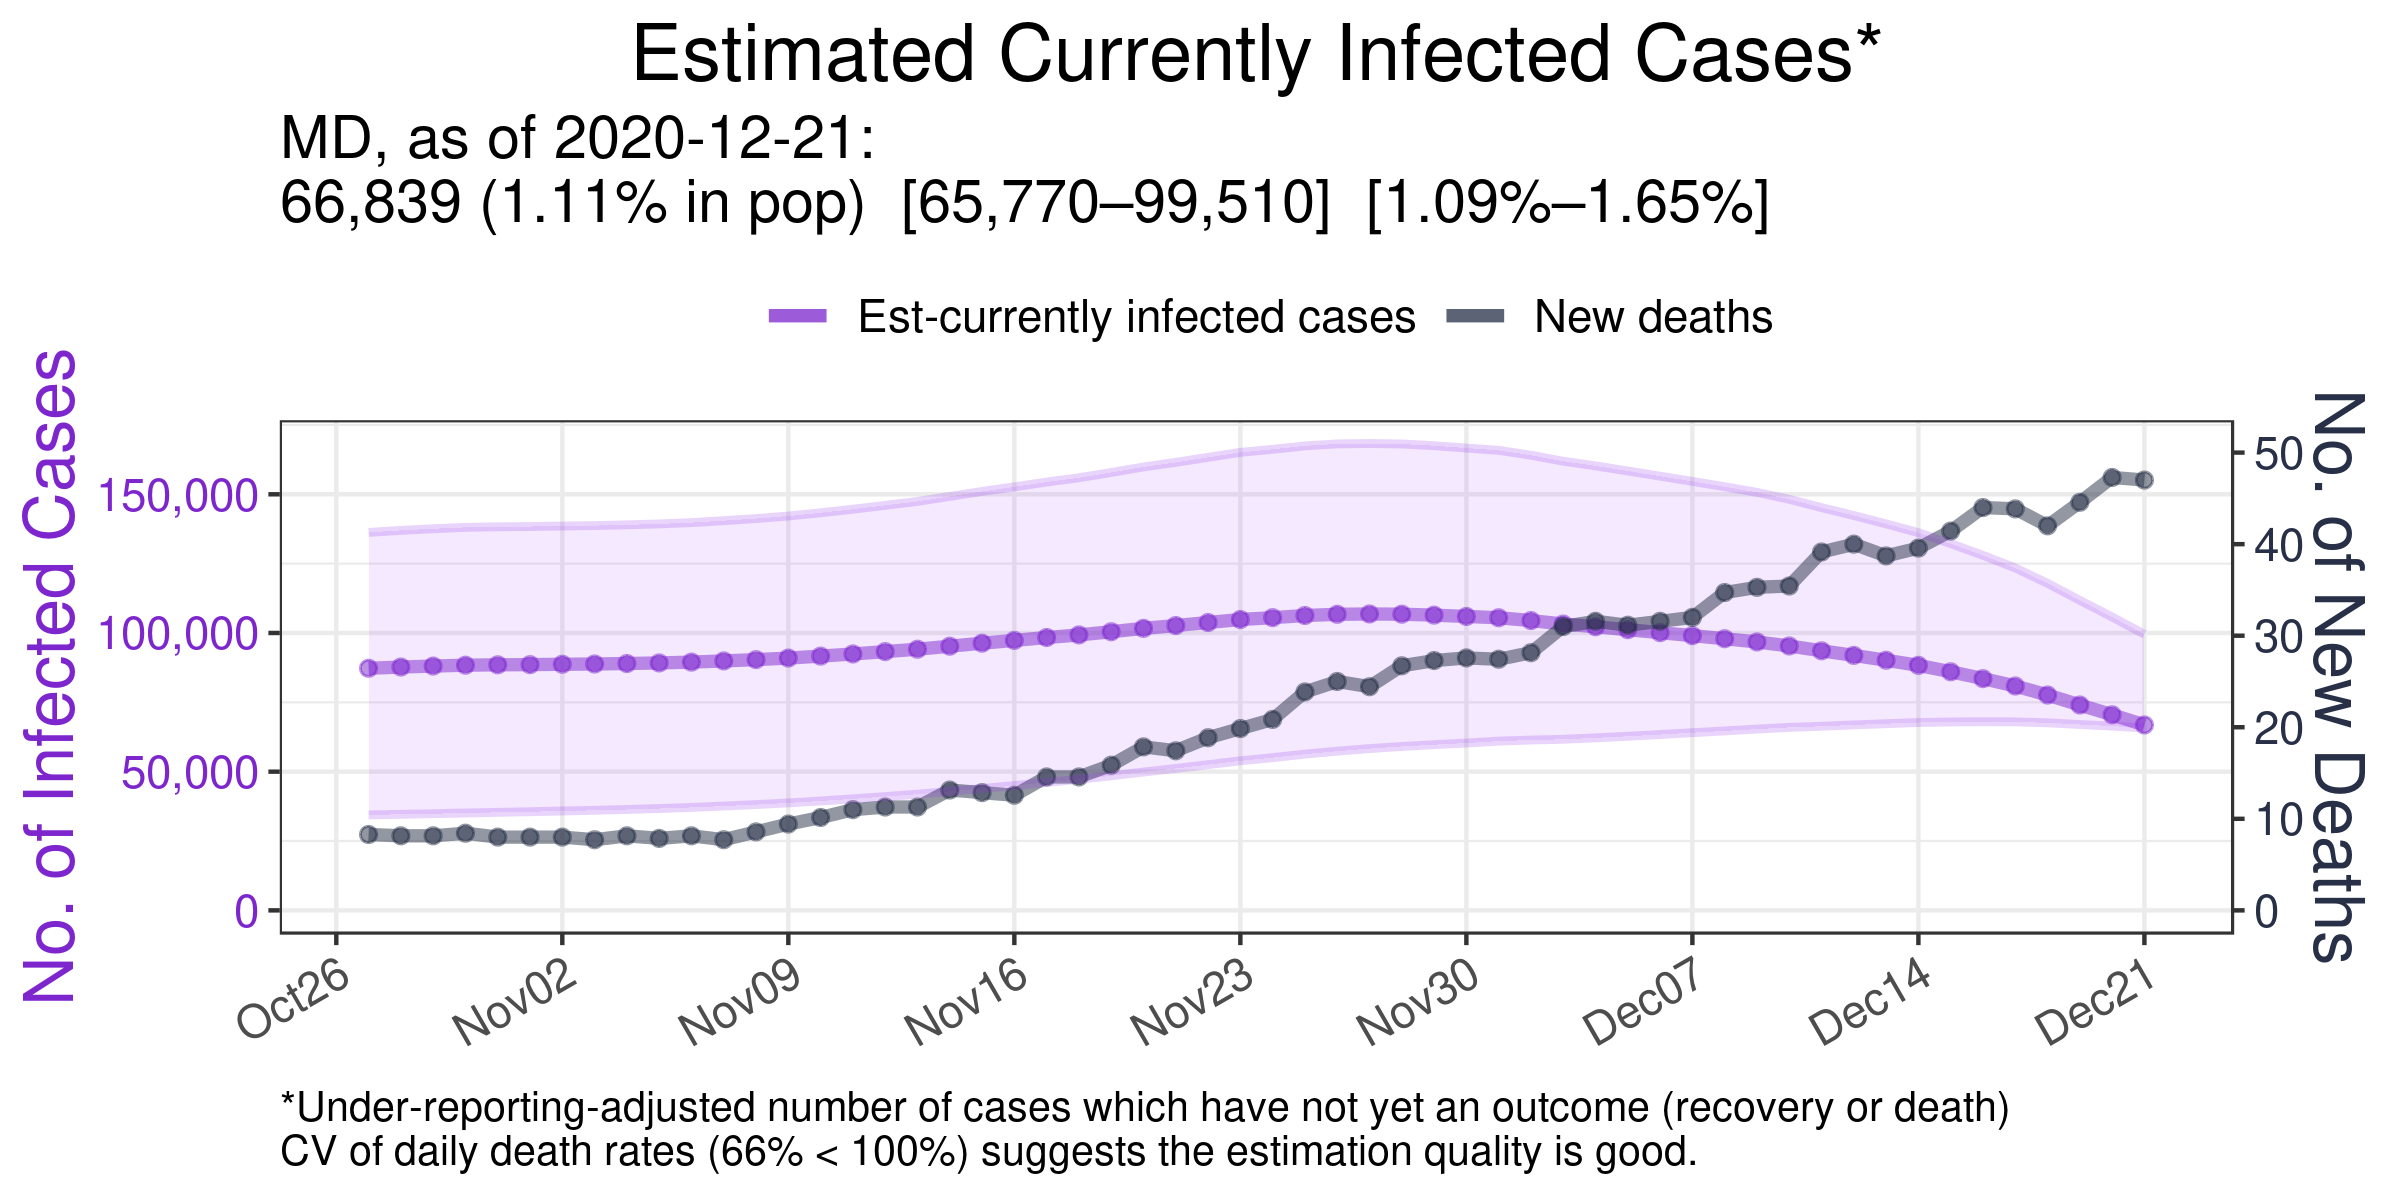 Estimated Currently Infected Cases*
MD, as of 2020-12-21:
66,839 (1.11% in pop)  [65,770–99,510]  [1.09%–1.65%]
Est-currently infected cases
New deaths
No. of Infected Cases
150,000
100,000
50,000
0
50
40
30
20
10
0
No. of New Deaths
Oct26
Nov02
Nov09
Nov16
Nov23
Nov30
Dec07
Dec14
Dec21
*Under-reporting-adjusted number of cases which have not yet an outcome (recovery or death)
CV of daily death rates (66% < 100%) suggests the estimation quality is good.